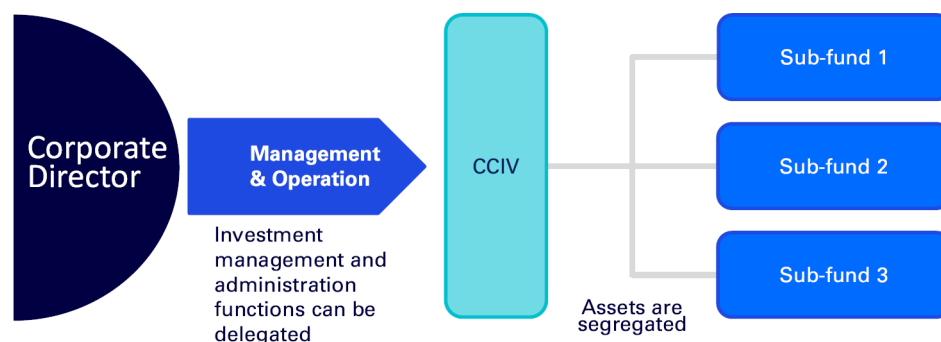 Corporate
Director
Management
& Operation
Investment
management and
administration
functions can be
delegated
CCIV
Assets are
segregated
Sub-fund 1
Sub-fund 2
Sub-fund 3